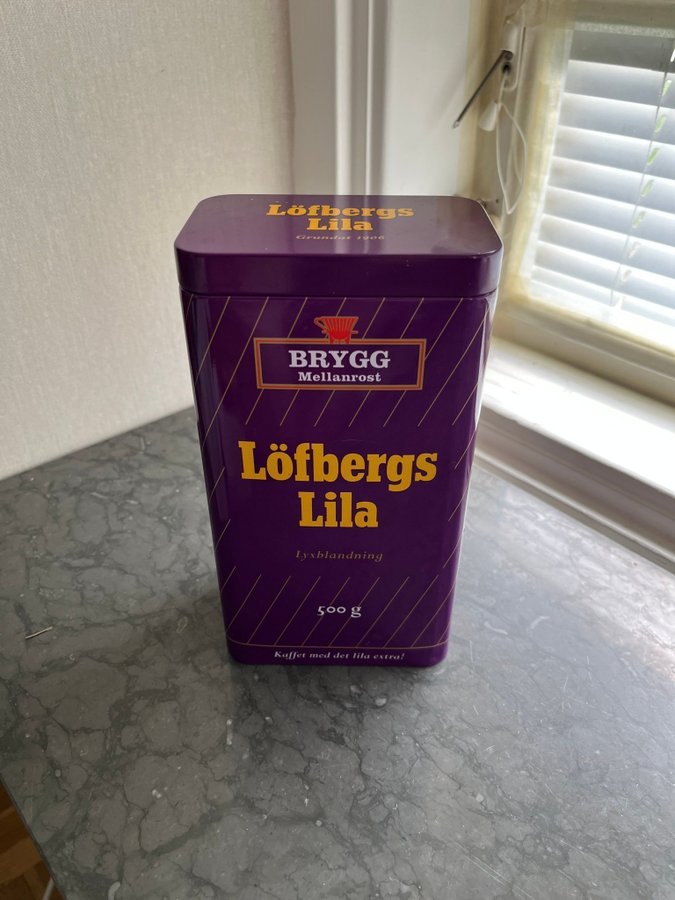 Löfbergs
Lila
Grundat 1906
BRYGG
Mellanrost
Löfbergs
Lila
Lyxblandning
500 g
Kaffet med det lila extra!